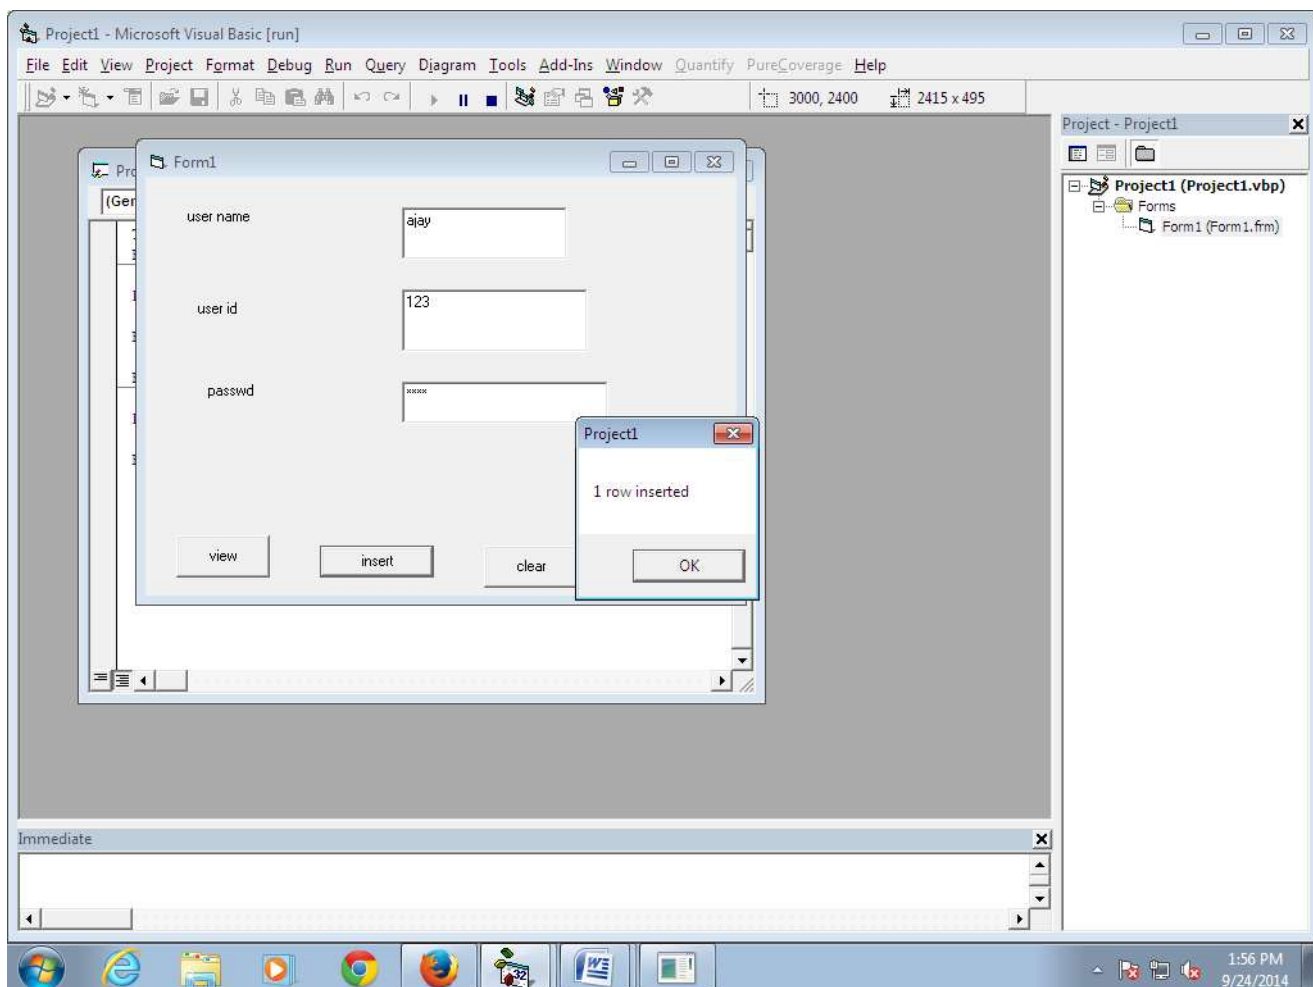 Project1 - Microsoft Visual Basic [run]
File Edit View Project Format Debug Run Query Diagram Tools Add-Ins Window Quantify PureCoverage Help
3000, 2400 2415 x 495
Project - Project1
Project1 (Project1.vbp)
Forms
Form1 (Form1.frm)
Form1
user name
ajay
user id
123
passwd
××××
Project1
1 row inserted
OK
view insert clear
Immediate
32
1:56 PM
9/24/2014